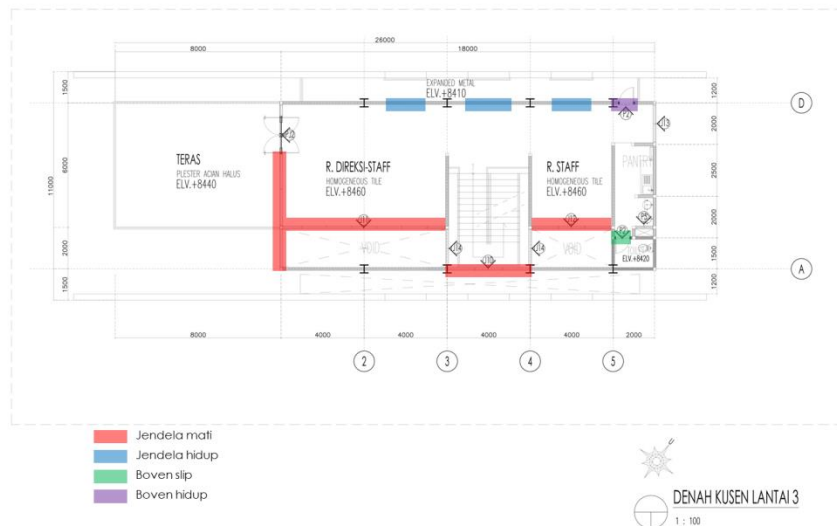 26000
8000
18000
1500
EXPANDED METAL
ELV.+8410
1200
D
2000
TERAS
PLESTER ACIAN HALUS
ELV.+8440
R. DIREKSI-STAFF
HOMOGENEOUS TILE
ELV.+8460
R. STAFF
HOMOGENEOUS TILE
ELV.+8460
PANTRY
2500
11000
6000
2000
VOID
VOID
2000
1500
ELV.+8420
A
1500
1200
8000
4000
4000
4000
4000
2000
2
3
4
5
Jendela mati
Jendela hidup
Boven slip
Boven hidup
DENAH KUSEN LANTAI 3
1 : 100